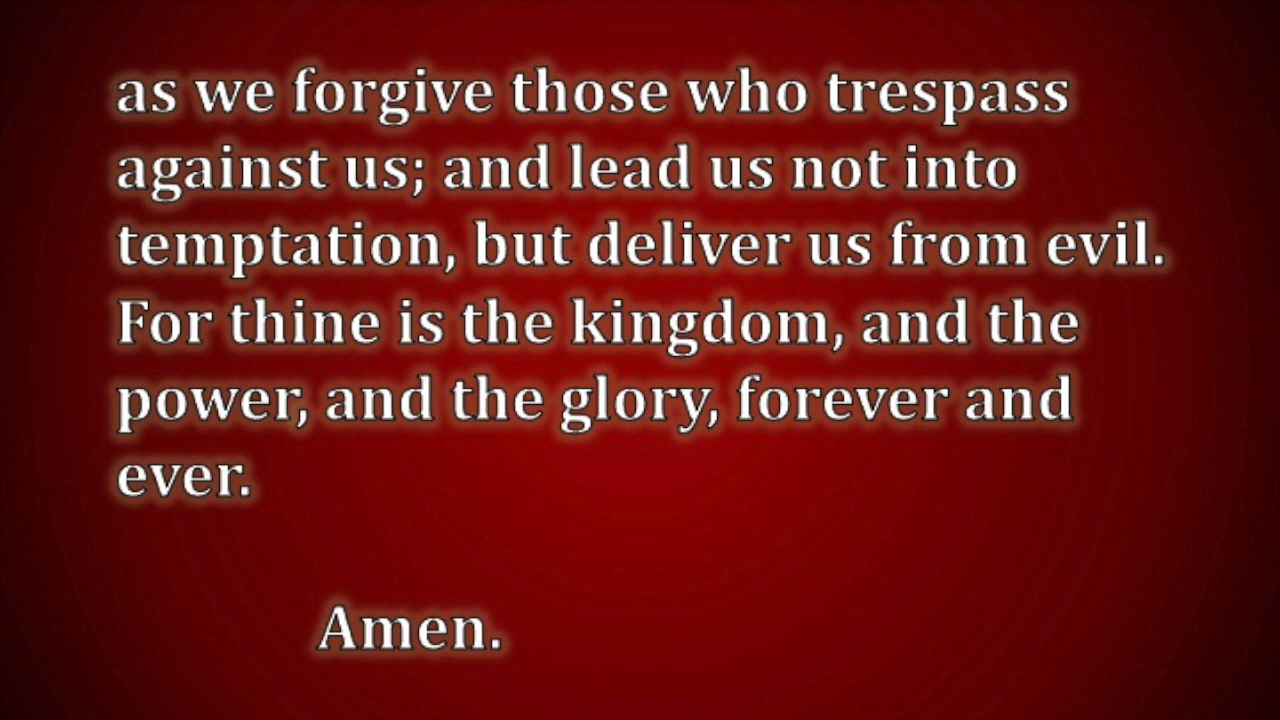 as we forgive those who trespass
against us; and lead us not into
temptation, but deliver us from evil.
For thine is the kingdom, and the
power, and the glory, forever and
ever.
Amen.